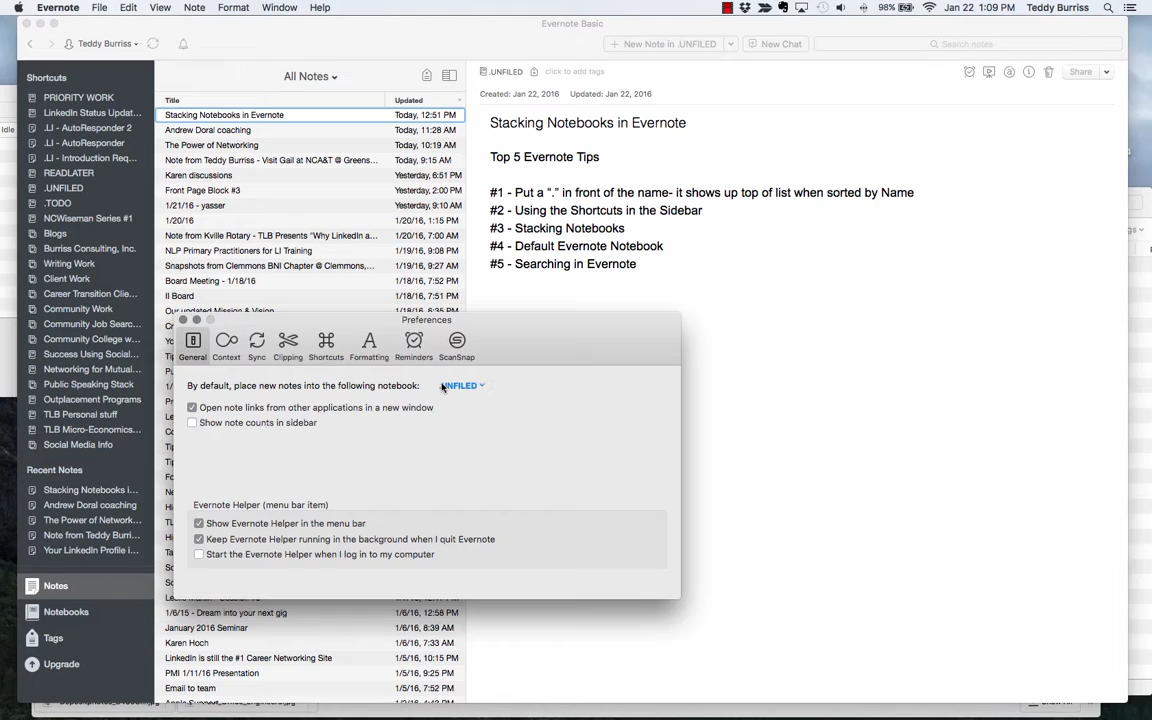 Evernote File Edit View Note Format Window Help 98% Jan 22 1:09 PM Teddy Burriss
Evernote Basic
Teddy Burriss + New Note in .UNFILED New Chat Search notes
Shortcuts
PRIORITY WORK
LinkedIn Status Updat...
.LI - AutoResponder 2
.LI - AutoResponder
.LI - Introduction Req...
READLATER
.UNFILED
.TODO
NCWiseman Series #1
Blogs
Burriss Consulting, Inc.
Writing Work
Client Work
Career Transition Clie...
Community Work
Community Job Searc...
Community College w...
Success Using Social...
Networking for Mutual...
Public Speaking Stack
Outplacement Programs
TLB Personal stuff
TLB Micro-Economics...
Social Media Info
Recent Notes
Stacking Notebooks i...
Andrew Doral coaching
The Power of Network...
Note from Teddy Burri...
Your LinkedIn Profile i...
Notes
Notebooks
Tags
Upgrade
All Notes
Title Updated
Stacking Notebooks in Evernote Today, 12:51 PM
Andrew Doral coaching Today, 11:28 AM
The Power of Networking Today, 10:19 AM
Note from Teddy Burriss - Visit Gail at NCA&T @ Greens... Today, 9:15 AM
Karen discussions Yesterday, 6:51 PM
Front Page Block #3 Yesterday, 2:00 PM
1/21/16 - yasser Yesterday, 9:10 AM
1/20/16 1/20/16, 1:15 PM
Note from Kville Rotary - TLB Presents "Why LinkedIn a... 1/20/16, 7:00 AM
NLP Primary Practitioners for LI Training 1/19/16, 9:08 PM
Snapshots from Clemmons BNI Chapter @ Clemmons,... 1/19/16, 9:27 AM
Board Meeting - 1/18/16 1/18/16, 7:52 PM
II Board 1/18/16, 7:51 PM
Our updated Mission & Vision 1/18/16, 6:35 PM
1/6/15 - Dream into your next gig 1/6/16, 12:58 PM
January 2016 Seminar 1/6/16, 8:39 AM
Karen Hoch 1/6/16, 7:33 AM
LinkedIn is still the #1 Career Networking Site 1/5/16, 10:15 PM
PMI 1/11/16 Presentation 1/5/16, 9:25 PM
Email to team 1/5/16, 7:52 PM
.UNFILED click to add tags Share
Created: Jan 22, 2016 Updated: Jan 22, 2016
Stacking Notebooks in Evernote
Top 5 Evernote Tips
#1 - Put a “.” in front of the name- it shows up top of list when sorted by Name
#2 - Using the Shortcuts in the Sidebar
#3 - Stacking Notebooks
#4 - Default Evernote Notebook
#5 - Searching in Evernote
Preferences
General Context Sync Clipping Shortcuts Formatting Reminders ScanSnap
By default, place new notes into the following notebook: .UNFILED
Open note links from other applications in a new window
Show note counts in sidebar
Evernote Helper (menu bar item)
Show Evernote Helper in the menu bar
Keep Evernote Helper running in the background when I quit Evernote
Start the Evernote Helper when I log in to my computer
Idle